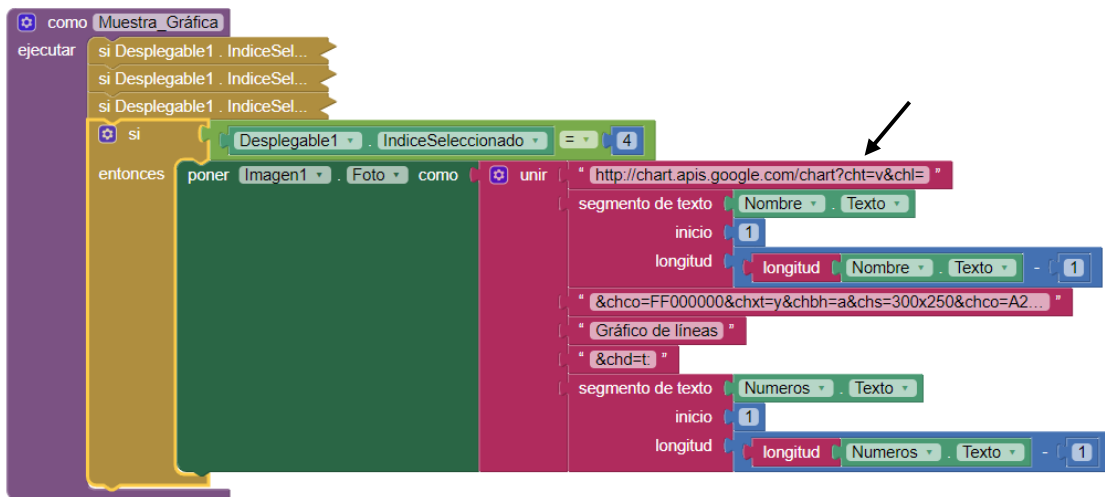 como Muestra_Gráfica
ejecutar si Desplegable1 . IndiceSel...
si Desplegable1 . IndiceSel...
si Desplegable1 . IndiceSel...
si Desplegable1 . IndiceSeleccionado = 4
entonces poner Imagen1 . Foto como unir " http://chart.apis.google.com/chart?cht=v&chl= "
segmento de texto Nombre . Texto
inicio 1
longitud longitud Nombre . Texto - 1
" &chco=FF000000&chxt=y&chbh=a&chs=300x250&chco=A2... "
" Gráfico de líneas "
" &chd=t: "
segmento de texto Numeros . Texto
inicio 1
longitud longitud Numeros . Texto - 1